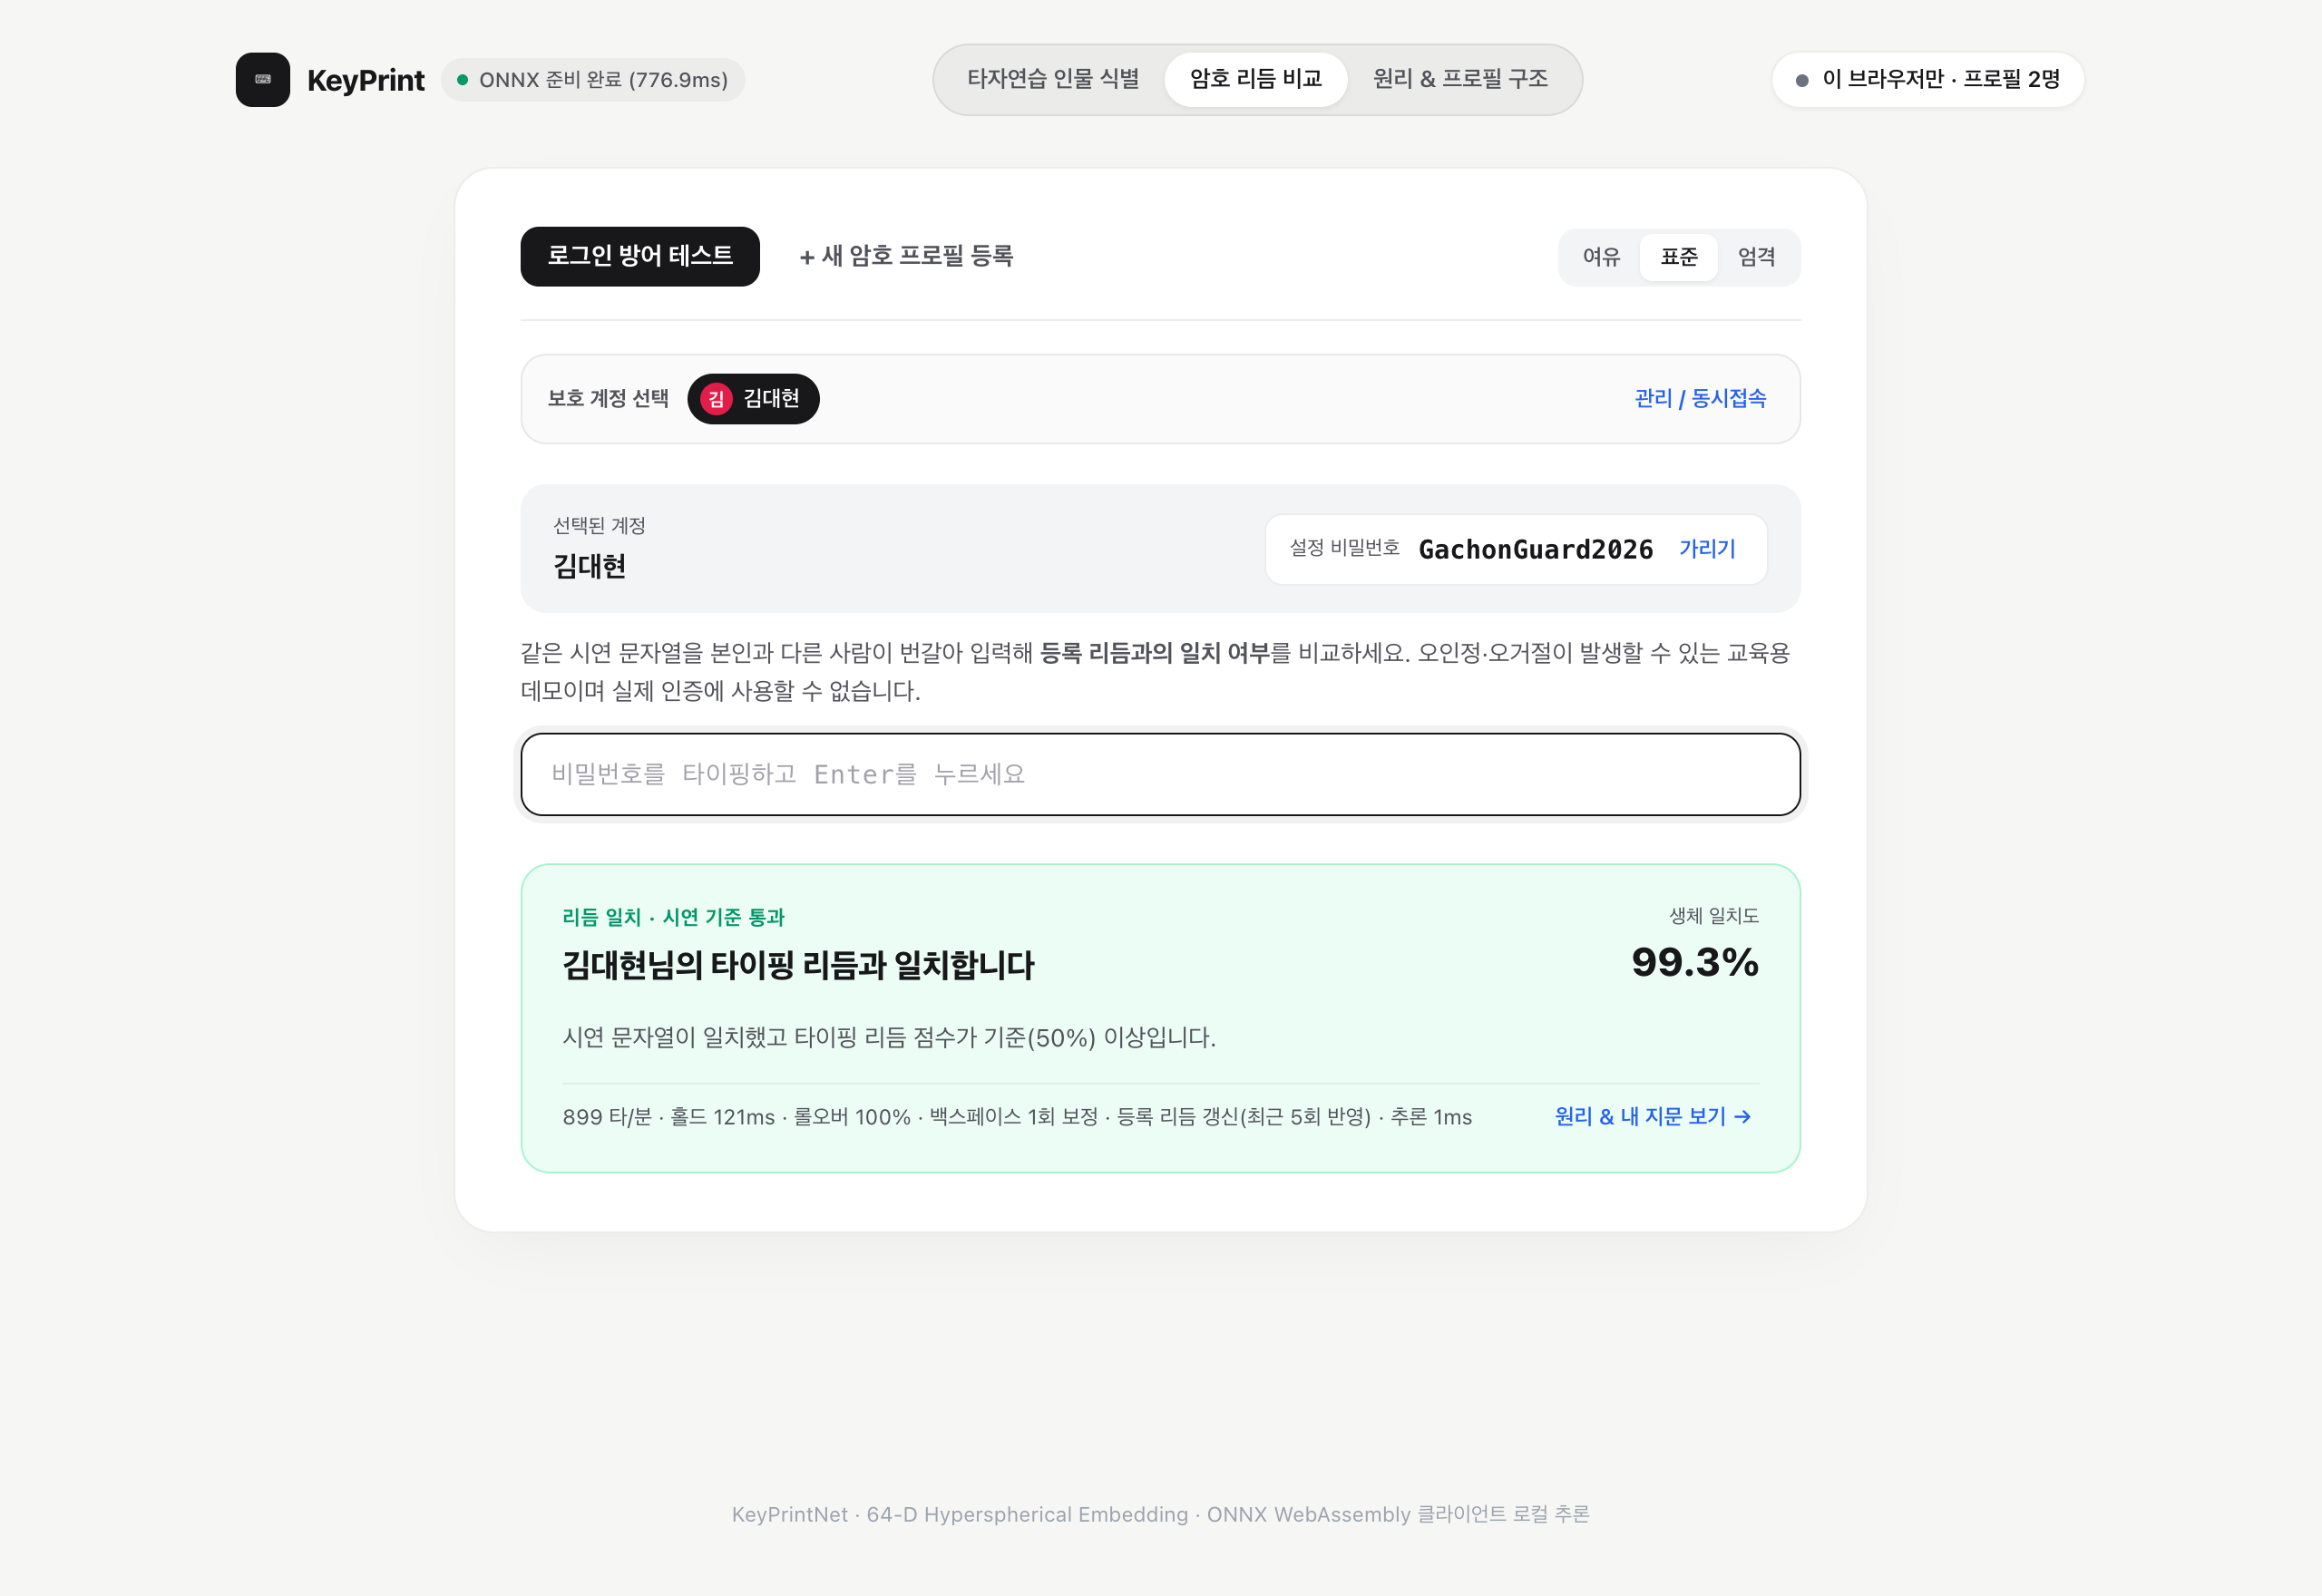 KeyPrint
ONNX 준비 완료 (776.9ms)
타자연습 인물 식별
암호 리듬 비교
원리 & 프로필 구조
이 브라우저만 · 프로필 2명
로그인 방어 테스트
+ 새 암호 프로필 등록
여유
표준
엄격
보호 계정 선택
김
김대현
관리 / 동시접속
선택된 계정
김대현
설정 비밀번호
GachonGuard2026
가리기
같은 시연 문자열을 본인과 다른 사람이 번갈아 입력해 등록 리듬과의 일치 여부를 비교하세요. 오인정·오거절이 발생할 수 있는 교육용
데모이며 실제 인증에 사용할 수 없습니다.
비밀번호를 타이핑하고 Enter를 누르세요
리듬 일치 · 시연 기준 통과
생체 일치도
김대현님의 타이핑 리듬과 일치합니다
99.3%
시연 문자열이 일치했고 타이핑 리듬 점수가 기준(50%) 이상입니다.
899 타/분 · 홀드 121ms · 롤오버 100% · 백스페이스 1회 보정 · 등록 리듬 갱신(최근 5회 반영) · 추론 1ms
원리 & 내 지문 보기 →
KeyPrintNet · 64-D Hyperspherical Embedding · ONNX WebAssembly 클라이언트 로컬 추론